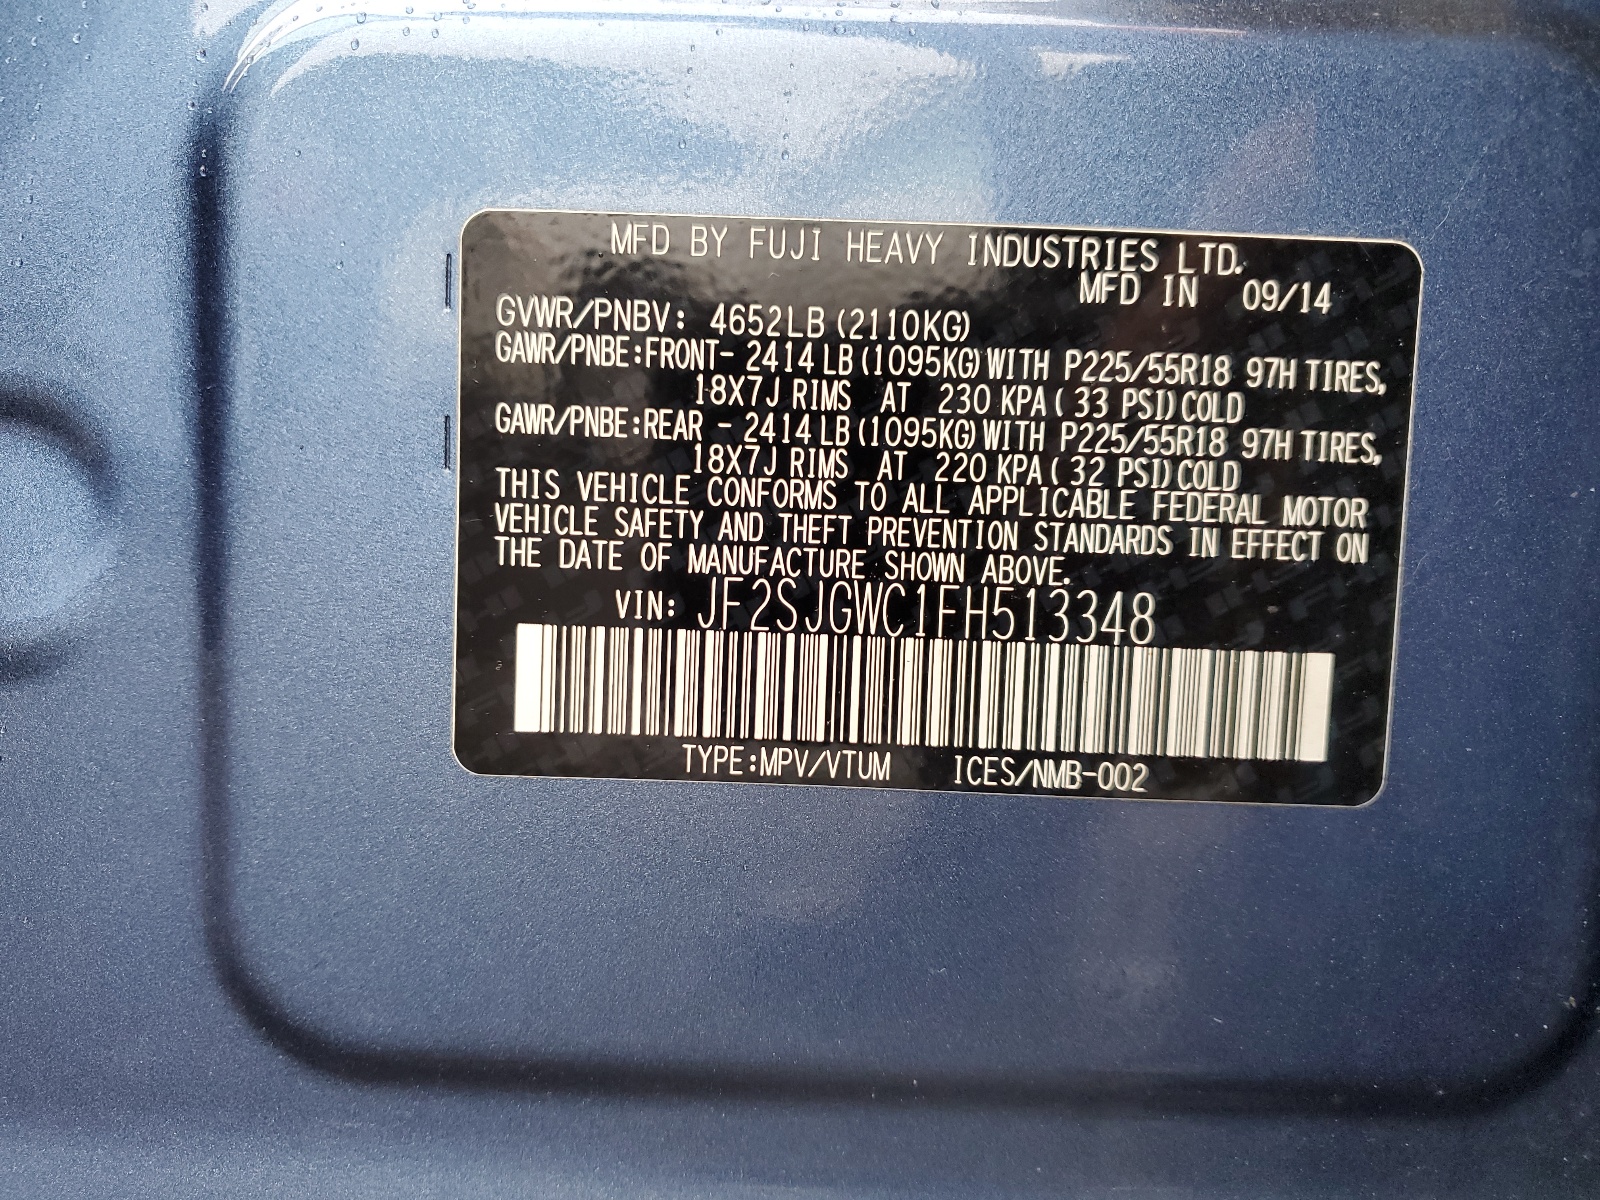 MFD BY FUJI HEAVY INDUSTRIES LTD.
MFD IN 09/14
GVWR/PNBV: 4652LB (2110KG)
GAWR/PNBE:FRONT- 2414 LB (1095KG) WITH P225/55R18 97H TIRES,
18X7J RIMS AT 230 KPA ( 33 PSI) COLD
GAWR/PNBE:REAR - 2414 LB (1095KG) WITH P225/55R18 97H TIRES,
18X7J RIMS AT 220 KPA ( 32 PSI) COLD
THIS VEHICLE CONFORMS TO ALL APPLICABLE FEDERAL MOTOR
VEHICLE SAFETY AND THEFT PREVENTION STANDARDS IN EFFECT ON
THE DATE OF MANUFACTURE SHOWN ABOVE.
VIN: JF2SJGWC1FH513348
TYPE:MPV/VTUM ICES/NMB-002